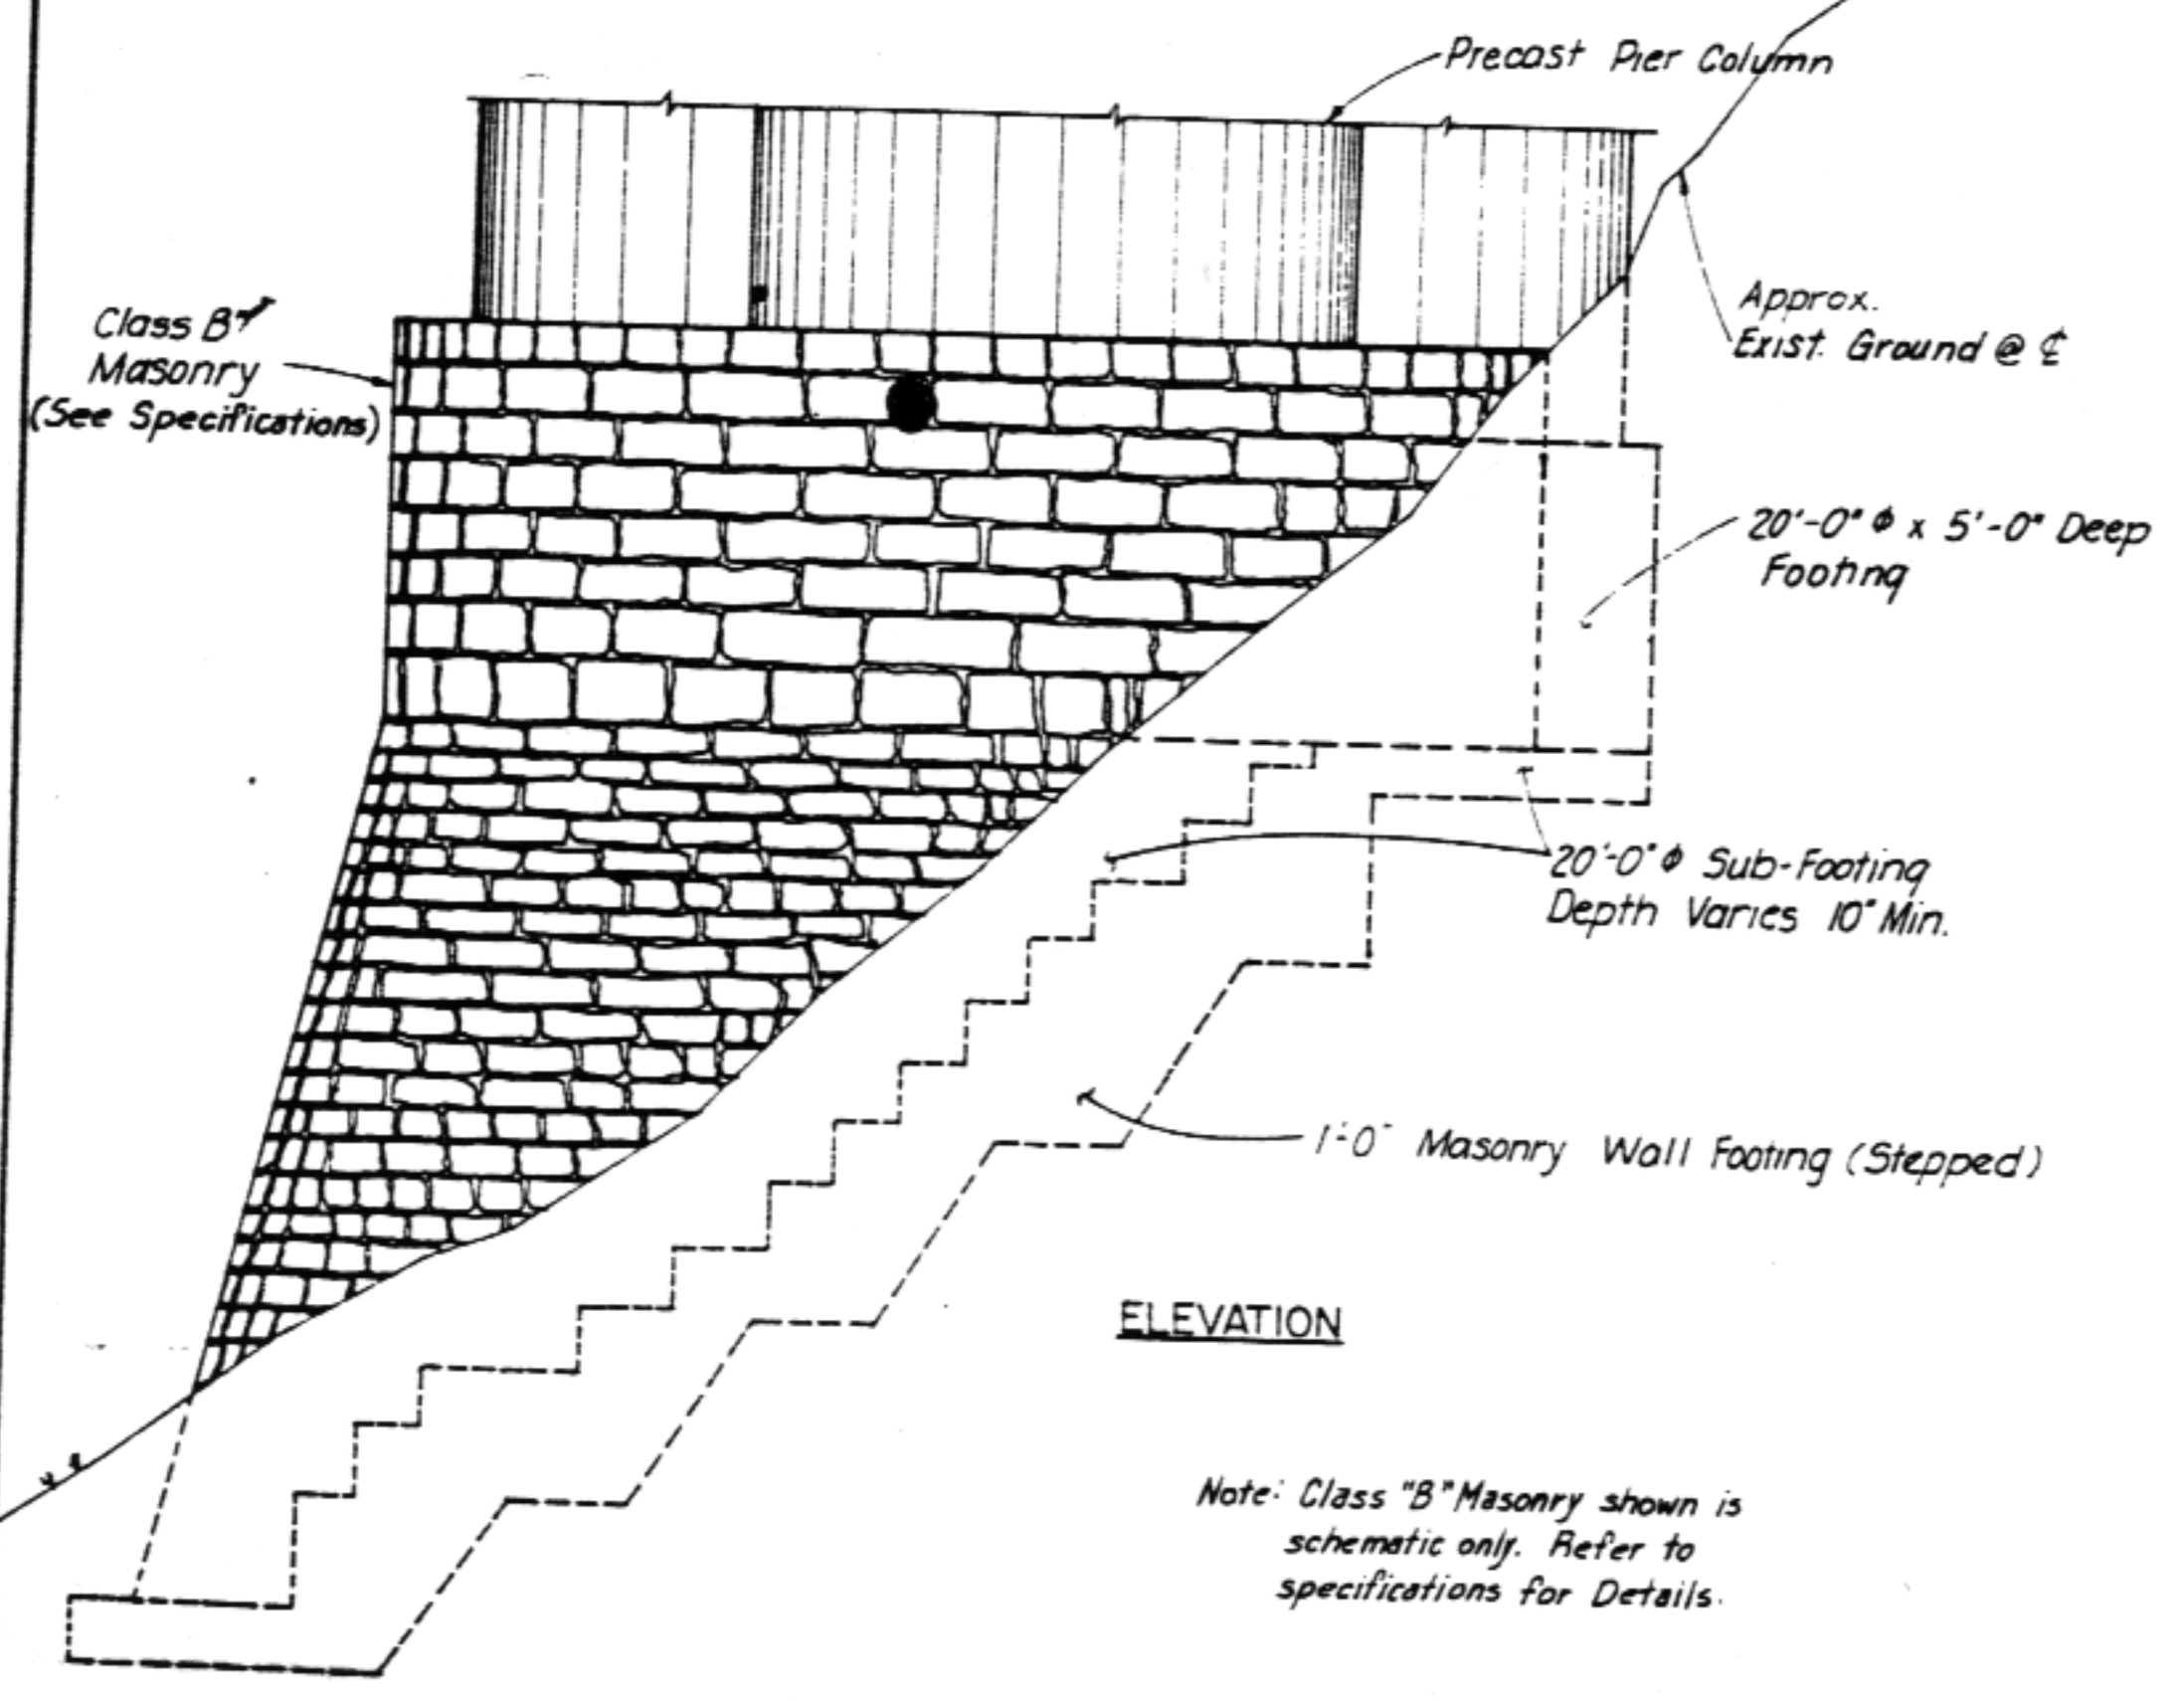 Precast Pier Column
Class B"
Masonry
(See Specifications)
Approx.
Exist. Ground @ ℄
20'-0" ϕ x 5'-0" Deep
Footing
20'-0" ϕ Sub-Footing
Depth Varies 10" Min.
1'-0" Masonry Wall Footing (Stepped)
ELEVATION
Note: Class "B" Masonry shown is
schematic only. Refer to
specifications for Details.